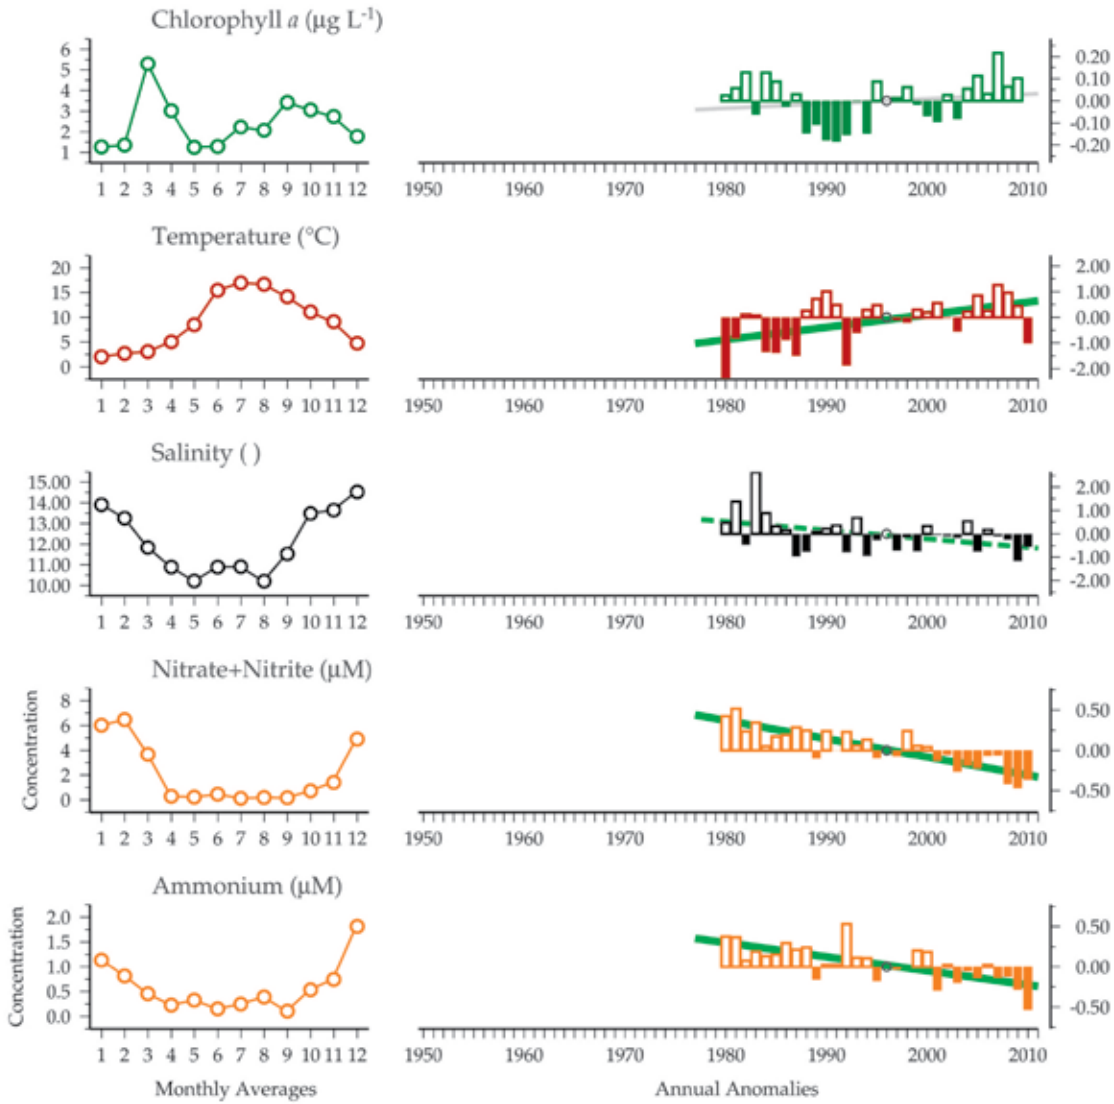 Chlorophyll a (µg L-1)
6
5
4
3
2
1
0.20
0.10
0.00
-0.10
-0.20
1 2 3 4 5 6 7 8 9 10 11 12
1950 1960 1970 1980 1990 2000 2010
Temperature (°C)
20
15
10
5
0
2.00
1.00
0.00
-1.00
-2.00
1 2 3 4 5 6 7 8 9 10 11 12
1950 1960 1970 1980 1990 2000 2010
Salinity ( )
15.00
14.00
13.00
12.00
11.00
10.00
2.00
1.00
0.00
-1.00
-2.00
1 2 3 4 5 6 7 8 9 10 11 12
1950 1960 1970 1980 1990 2000 2010
Nitrate+Nitrite (µM)
Concentration
8
6
4
2
0
0.50
0.00
-0.50
1 2 3 4 5 6 7 8 9 10 11 12
1950 1960 1970 1980 1990 2000 2010
Ammonium (µM)
Concentration
2.0
1.5
1.0
0.5
0.0
0.50
0.00
-0.50
1 2 3 4 5 6 7 8 9 10 11 12
1950 1960 1970 1980 1990 2000 2010
Monthly Averages
Annual Anomalies